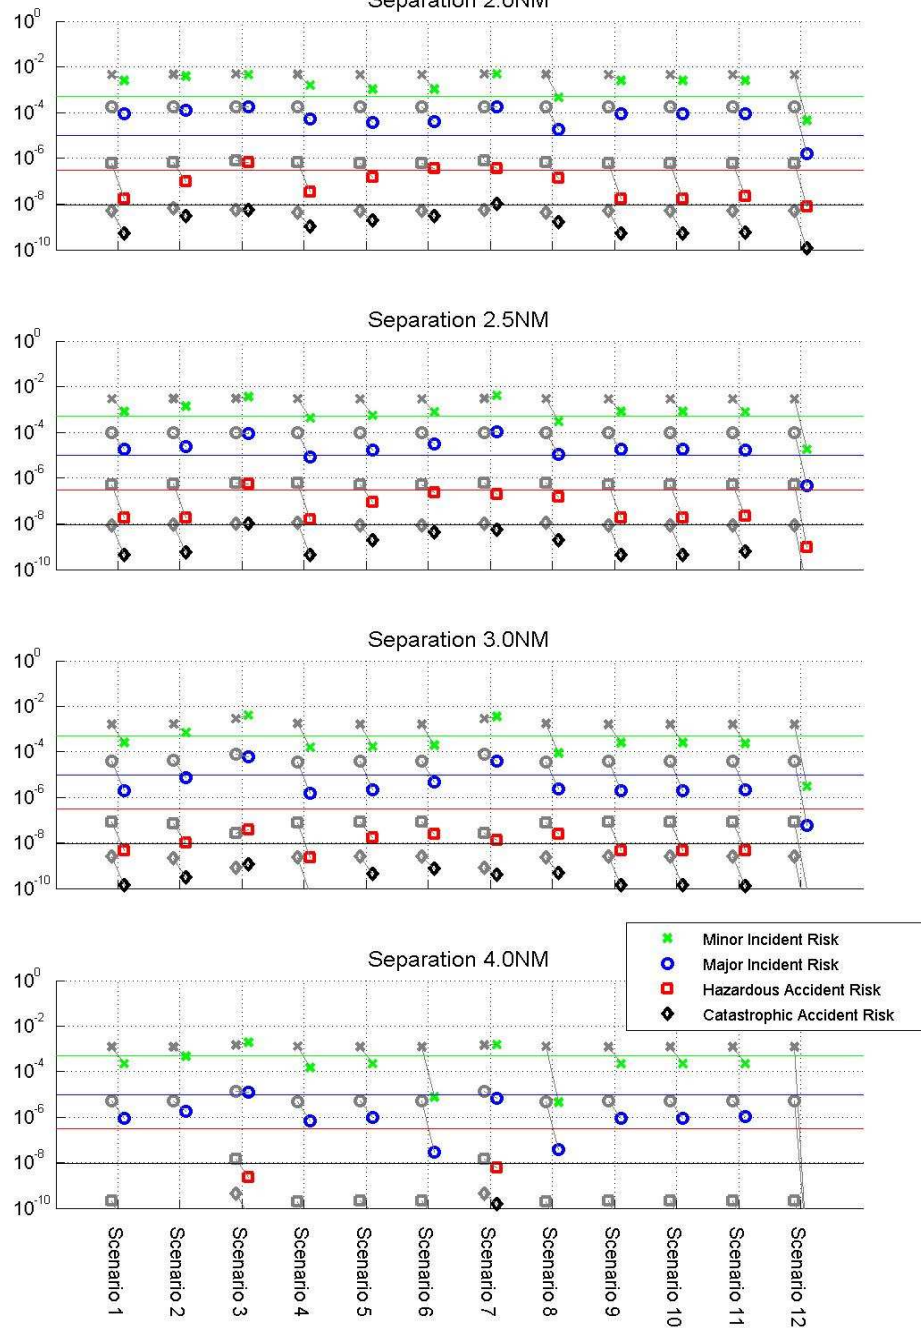 Separation 2.0NM
10^0
10^-2
10^-4
10^-6
10^-8
10^-10
Separation 2.5NM
10^0
10^-2
10^-4
10^-6
10^-8
10^-10
Separation 3.0NM
10^0
10^-2
10^-4
10^-6
10^-8
10^-10
Separation 4.0NM
10^0
10^-2
10^-4
10^-6
10^-8
10^-10
Minor Incident Risk
Major Incident Risk
Hazardous Accident Risk
Catastrophic Accident Risk
Scenario 1
Scenario 2
Scenario 3
Scenario 4
Scenario 5
Scenario 6
Scenario 7
Scenario 8
Scenario 9
Scenario 10
Scenario 11
Scenario 12